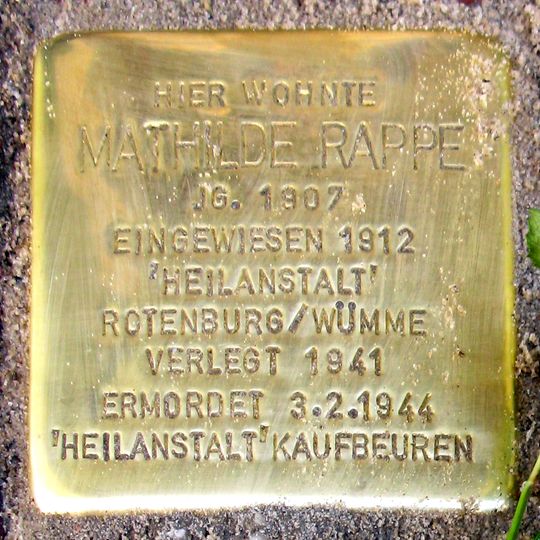 HIER WOHNTE
MATHILDE RAPPE
JG. 1907
EINGEWIESEN 1912
'HEILANSTALT'
ROTENBURG/WÜMME
VERLEGT 1941
ERMORDET 3.2.1944
'HEILANSTALT' KAUFBEUREN